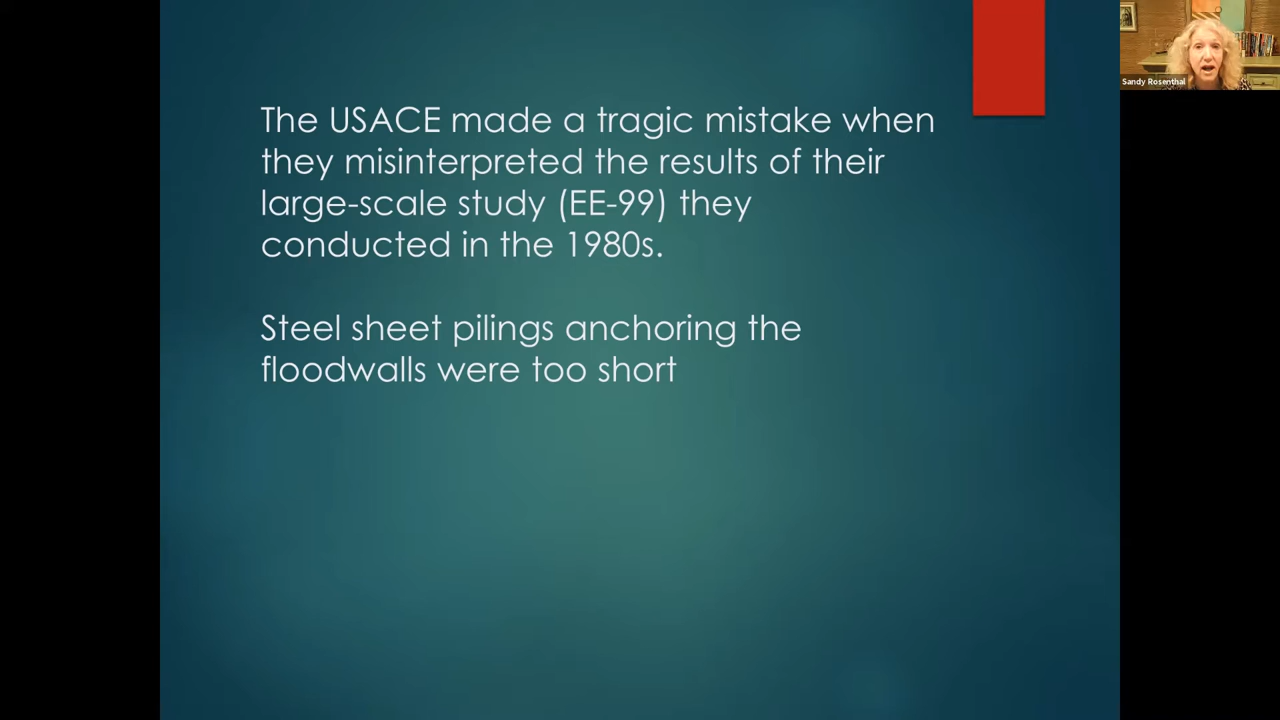 The USACE made a tragic mistake when
they misinterpreted the results of their
large-scale study (EE-99) they
conducted in the 1980s.
Steel sheet pilings anchoring the
floodwalls were too short
Sandy Rosenthal